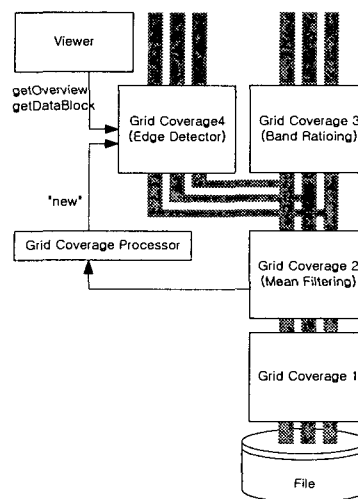 Viewer
getOverview
getDataBlock
Grid Coverage4
(Edge Detector)
Grid Coverage 3
(Band Ratioing)
"new"
Grid Coverage Processor
Grid Coverage 2
(Mean Filtering)
Grid Coverage 1
File